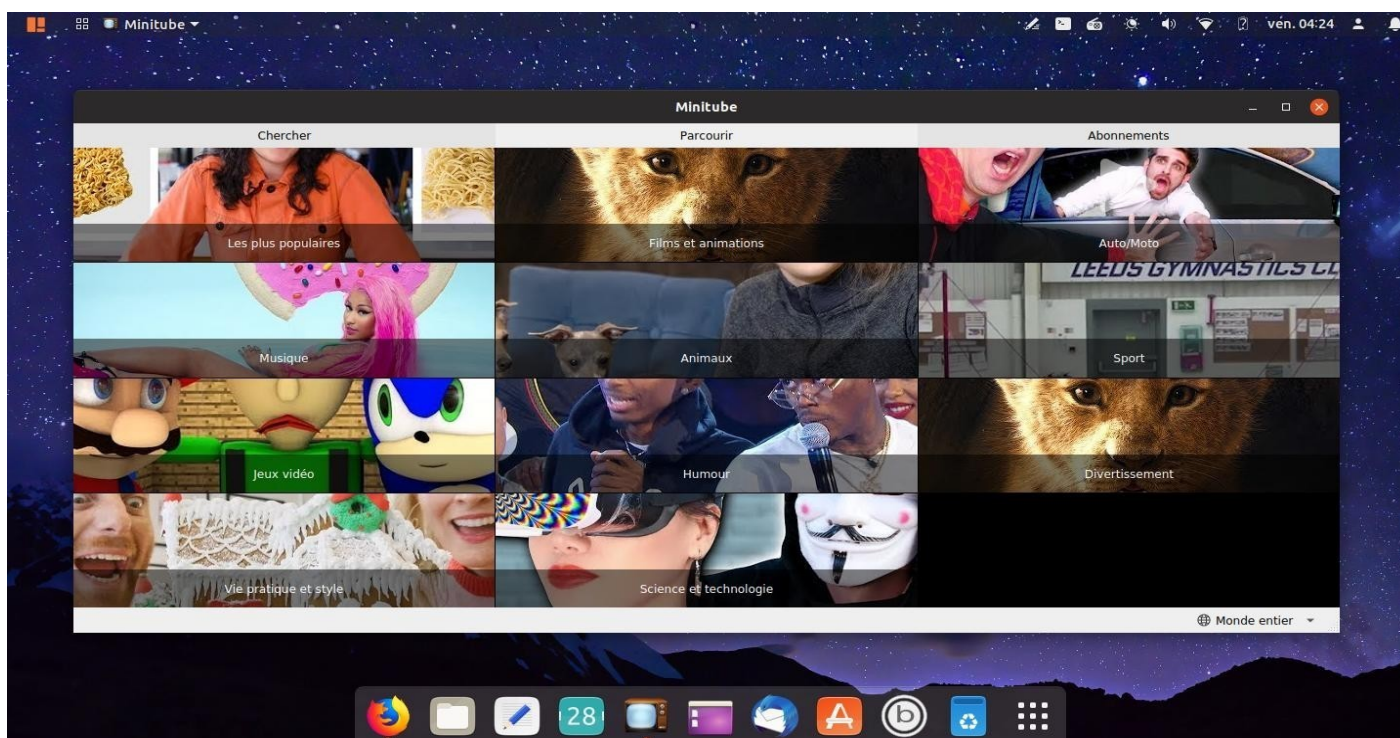 Minitube
ven. 04:24
Minitube
Chercher
Parcourir
Abonnements
Les plus populaires
Films et animations
Auto/Moto
LEEDS GYMNASTICS CL
Musique
Animaux
Sport
Jeux vidéo
Humour
Divertissement
Vie pratique et style
Science et technologie
Monde entier
28